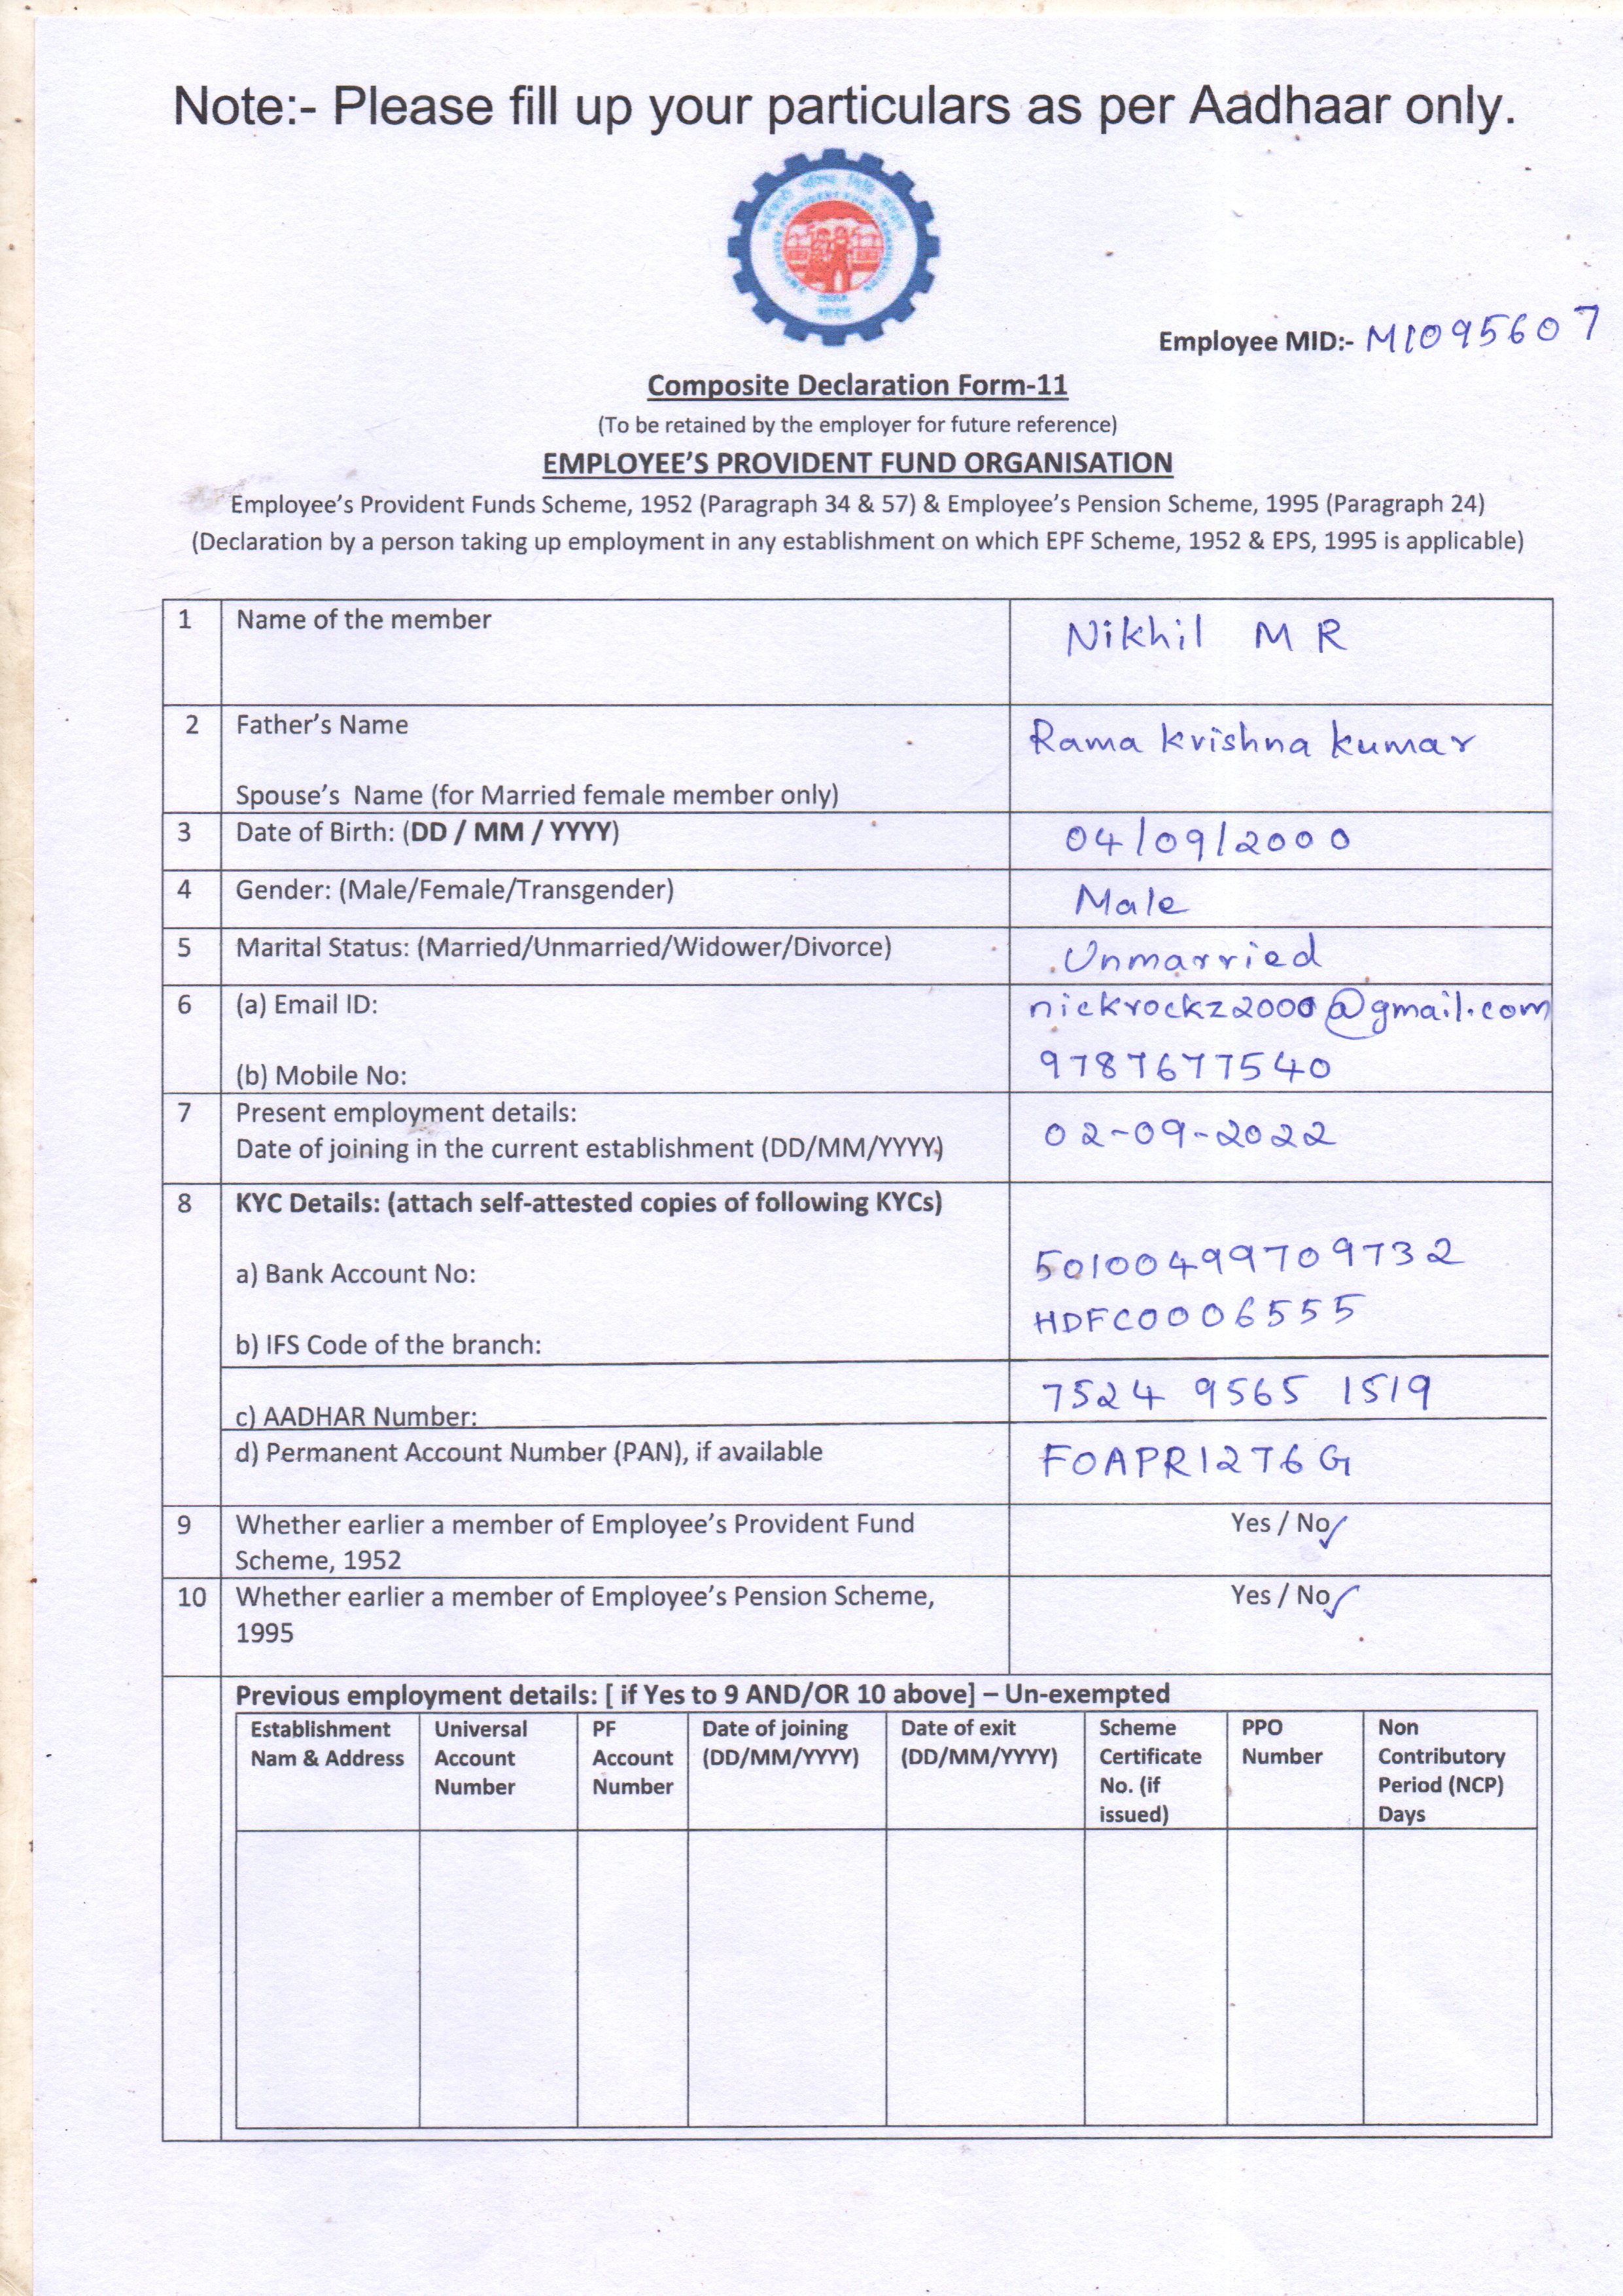 Note:- Please fill up your particulars as per Aadhaar only.
Employee MID:- M1095607
Composite Declaration Form-11
(To be retained by the employer for future reference)
EMPLOYEE'S PROVIDENT FUND ORGANISATION
Employee's Provident Funds Scheme, 1952 (Paragraph 34 & 57) & Employee's Pension Scheme, 1995 (Paragraph 24)
(Declaration by a person taking up employment in any establishment on which EPF Scheme, 1952 & EPS, 1995 is applicable)
1 Name of the member Nikhil M R
2 Father's Name Rama krishna kumar
Spouse's Name (for Married female member only)
3 Date of Birth: (DD / MM / YYYY) 04/09/2000
4 Gender: (Male/Female/Transgender) Male
5 Marital Status: (Married/Unmarried/Widower/Divorce) Unmarried
6 (a) Email ID: nickrockz2000@gmail.com
(b) Mobile No: 9787677540
7 Present employment details:
Date of joining in the current establishment (DD/MM/YYYY) 02-09-2022
8 KYC Details: (attach self-attested copies of following KYCs)
a) Bank Account No: 50100499709732
b) IFS Code of the branch: HDFC0006555
c) AADHAR Number: 7524 9565 1519
d) Permanent Account Number (PAN), if available FOAPR1276G
9 Whether earlier a member of Employee's Provident Fund Yes / No
Scheme, 1952
10 Whether earlier a member of Employee's Pension Scheme, Yes / No
1995
Previous employment details: [ if Yes to 9 AND/OR 10 above] – Un-exempted
Establishment Universal PF Date of joining Date of exit Scheme PPO Non
Nam & Address Account Account (DD/MM/YYYY) (DD/MM/YYYY) Certificate Number Contributory
Number Number No. (if Period (NCP)
issued) Days